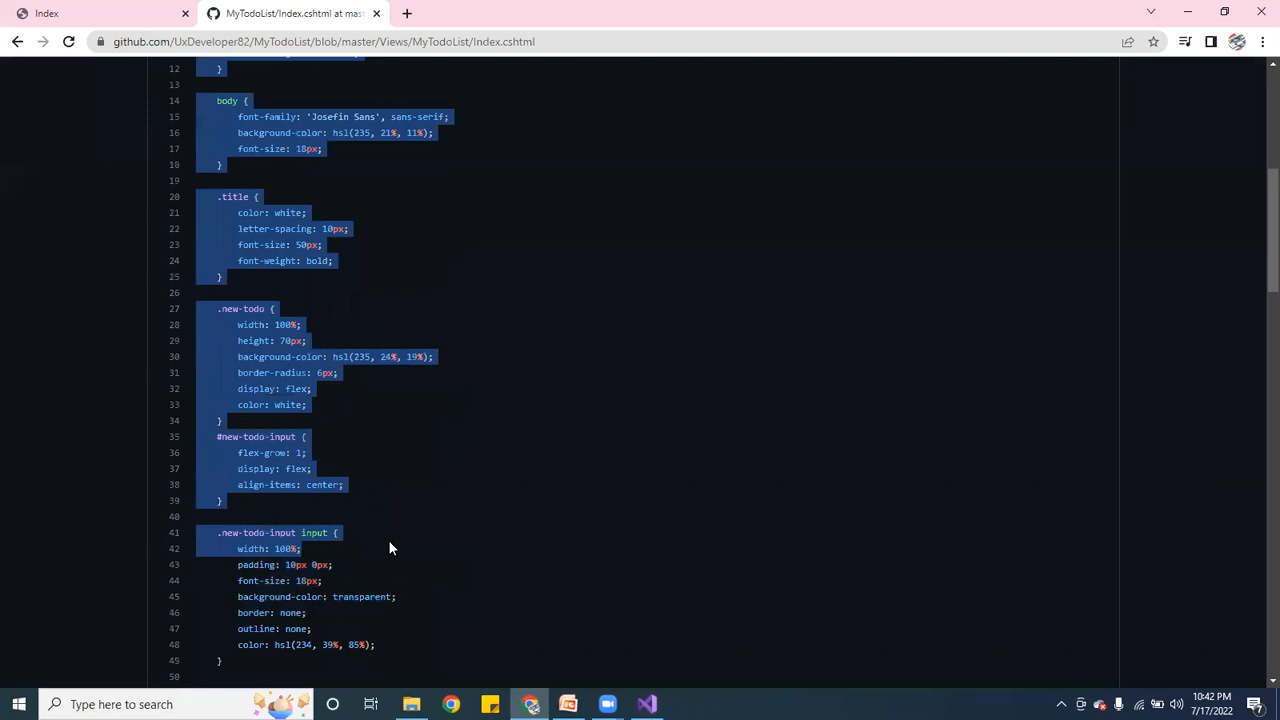 Index
MyTodoList/Index.cshtml at mas
github.com/UxDeveloper82/MyTodoList/blob/master/Views/MyTodoList/Index.cshtml
12 }
13
14 body {
15 font-family: 'Josefin Sans', sans-serif;
16 background-color: hsl(235, 21%, 11%);
17 font-size: 18px;
18 }
19
20 .title {
21 color: white;
22 letter-spacing: 10px;
23 font-size: 50px;
24 font-weight: bold;
25 }
26
27 .new-todo {
28 width: 100%;
29 height: 70px;
30 background-color: hsl(235, 24%, 19%);
31 border-radius: 6px;
32 display: flex;
33 color: white;
34 }
35 #new-todo-input {
36 flex-grow: 1;
37 display: flex;
38 align-items: center;
39 }
40
41 .new-todo-input input {
42 width: 100%;
43 padding: 10px 0px;
44 font-size: 18px;
45 background-color: transparent;
46 border: none;
47 outline: none;
48 color: hsl(234, 39%, 85%);
49 }
50
Type here to search
10:42 PM
7/17/2022